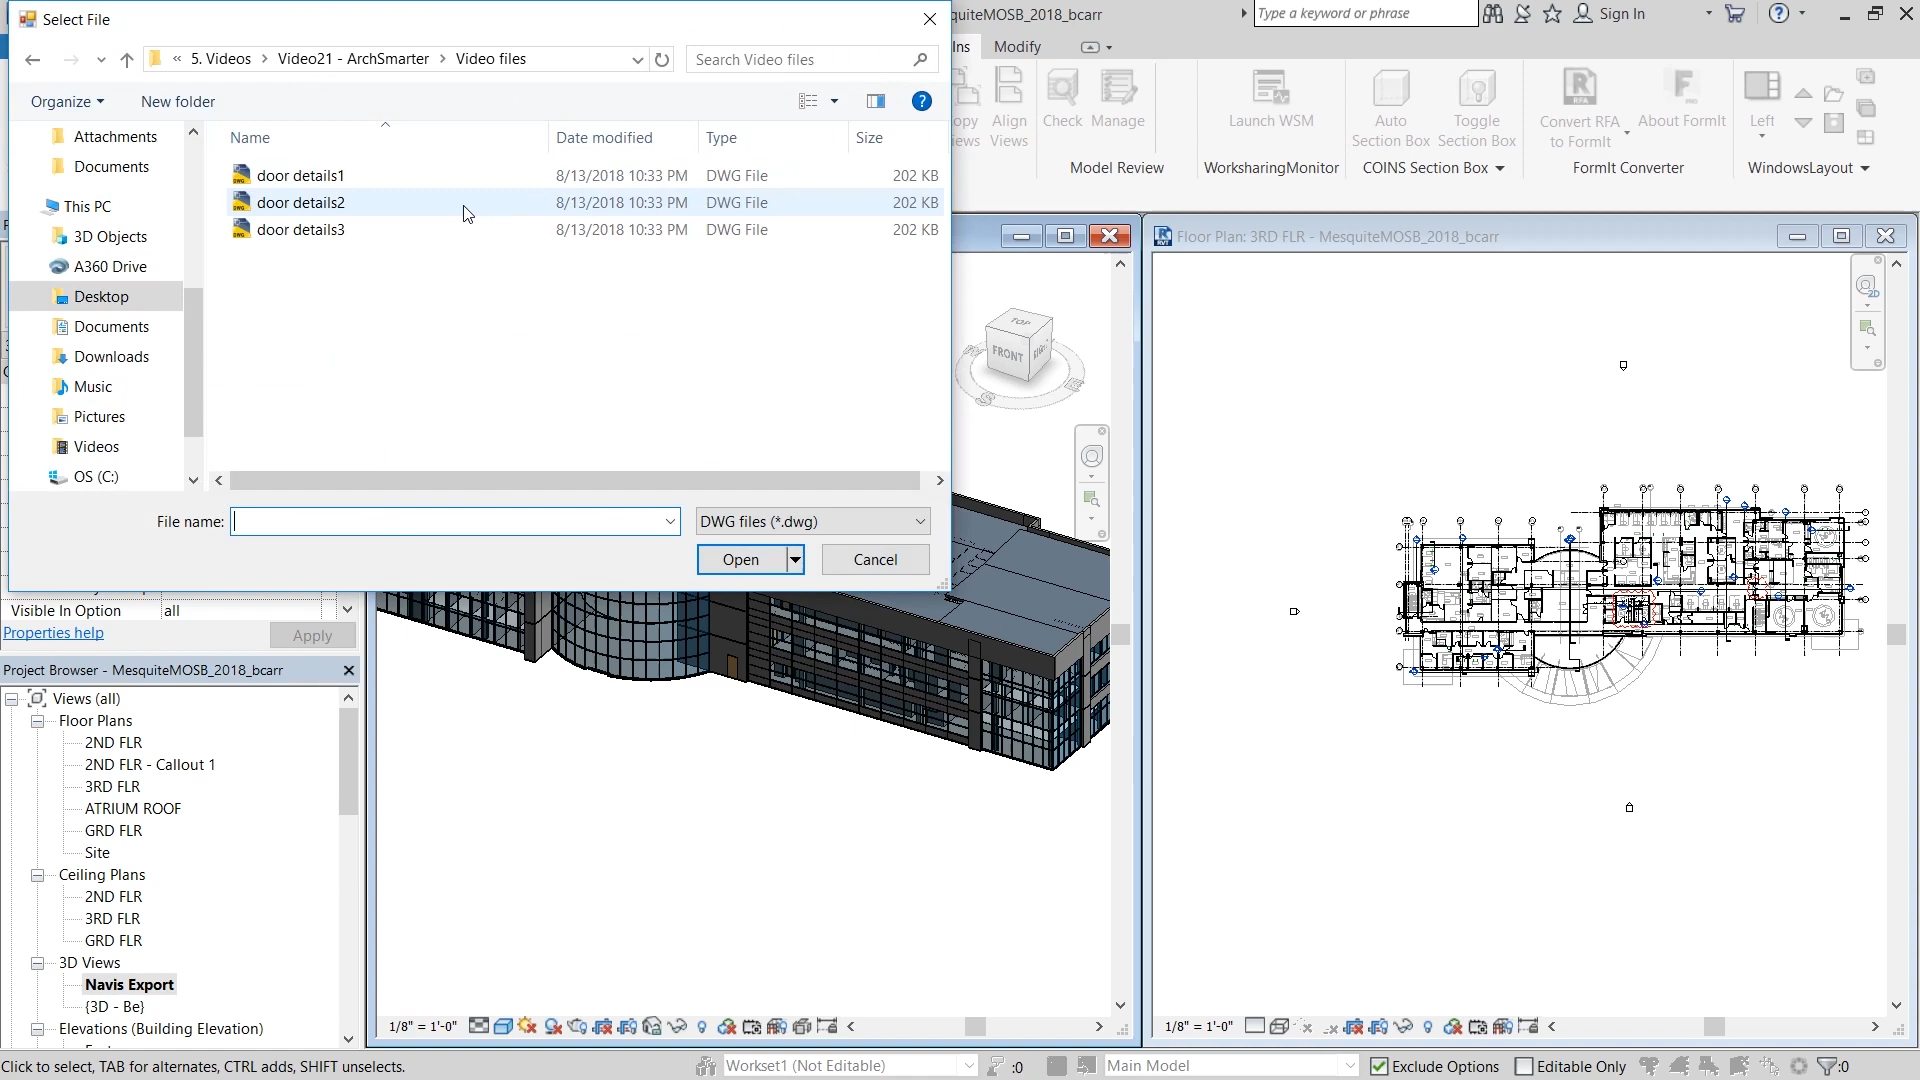 Select File
« 5. Videos > Video21 - ArchSmarter > Video files
Search Video files
Organize
New folder
Attachments
Documents
This PC
3D Objects
A360 Drive
Desktop
Documents
Downloads
Music
Pictures
Videos
OS (C:)
Name Date modified Type Size
door details1 8/13/2018 10:33 PM DWG File 202 KB
door details2 8/13/2018 10:33 PM DWG File 202 KB
door details3 8/13/2018 10:33 PM DWG File 202 KB
File name:
DWG files (*.dwg)
Open
Cancel
quiteMOSB_2018_bcarr
Type a keyword or phrase
Sign In
Ins
Modify
Align
Views
Check
Manage
Model Review
Launch WSM
WorksharingMonitor
Auto
Section Box
Toggle
Section Box
COINS Section Box
Convert RFA
to FormIt
About FormIt
FormIt Converter
Left
WindowsLayout
Floor Plan: 3RD FLR - MesquiteMOSB_2018_bcarr
TOP
FRONT
2D
Visible In Option all
Properties help
Apply
Project Browser - MesquiteMOSB_2018_bcarr
Views (all)
Floor Plans
2ND FLR
2ND FLR - Callout 1
3RD FLR
ATRIUM ROOF
GRD FLR
Site
Ceiling Plans
2ND FLR
3RD FLR
GRD FLR
3D Views
Navis Export
{3D - Be}
Elevations (Building Elevation)
1/8" = 1'-0"
1/8" = 1'-0"
Click to select, TAB for alternates, CTRL adds, SHIFT unselects.
Workset1 (Not Editable)
:0
Main Model
Exclude Options
Editable Only
:0